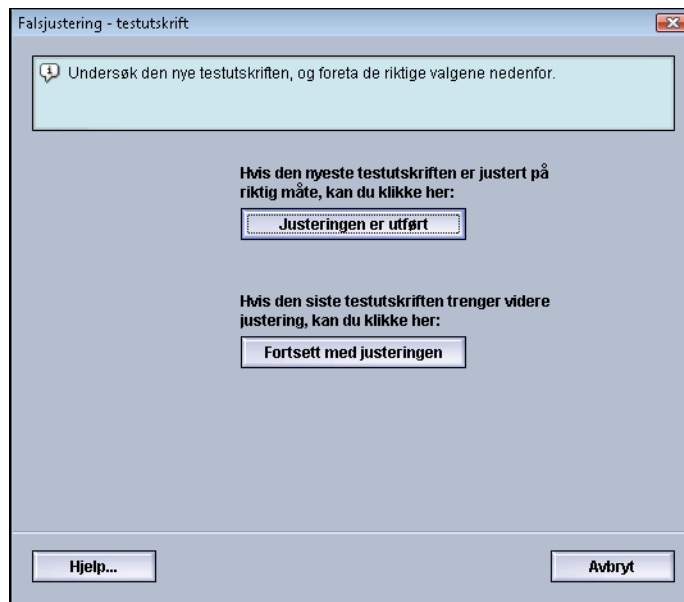 Falsjustering - testutskrift
Undersøk den nye testutskriften, og foreta de riktige valgene nedenfor.
Hvis den nyeste testutskriften er justert på
riktig måte, kan du klikke her:
Justeringen er utført
Hvis den siste testutskriften trenger videre
justering, kan du klikke her:
Fortsett med justeringen
Hjelp...
Avbryt